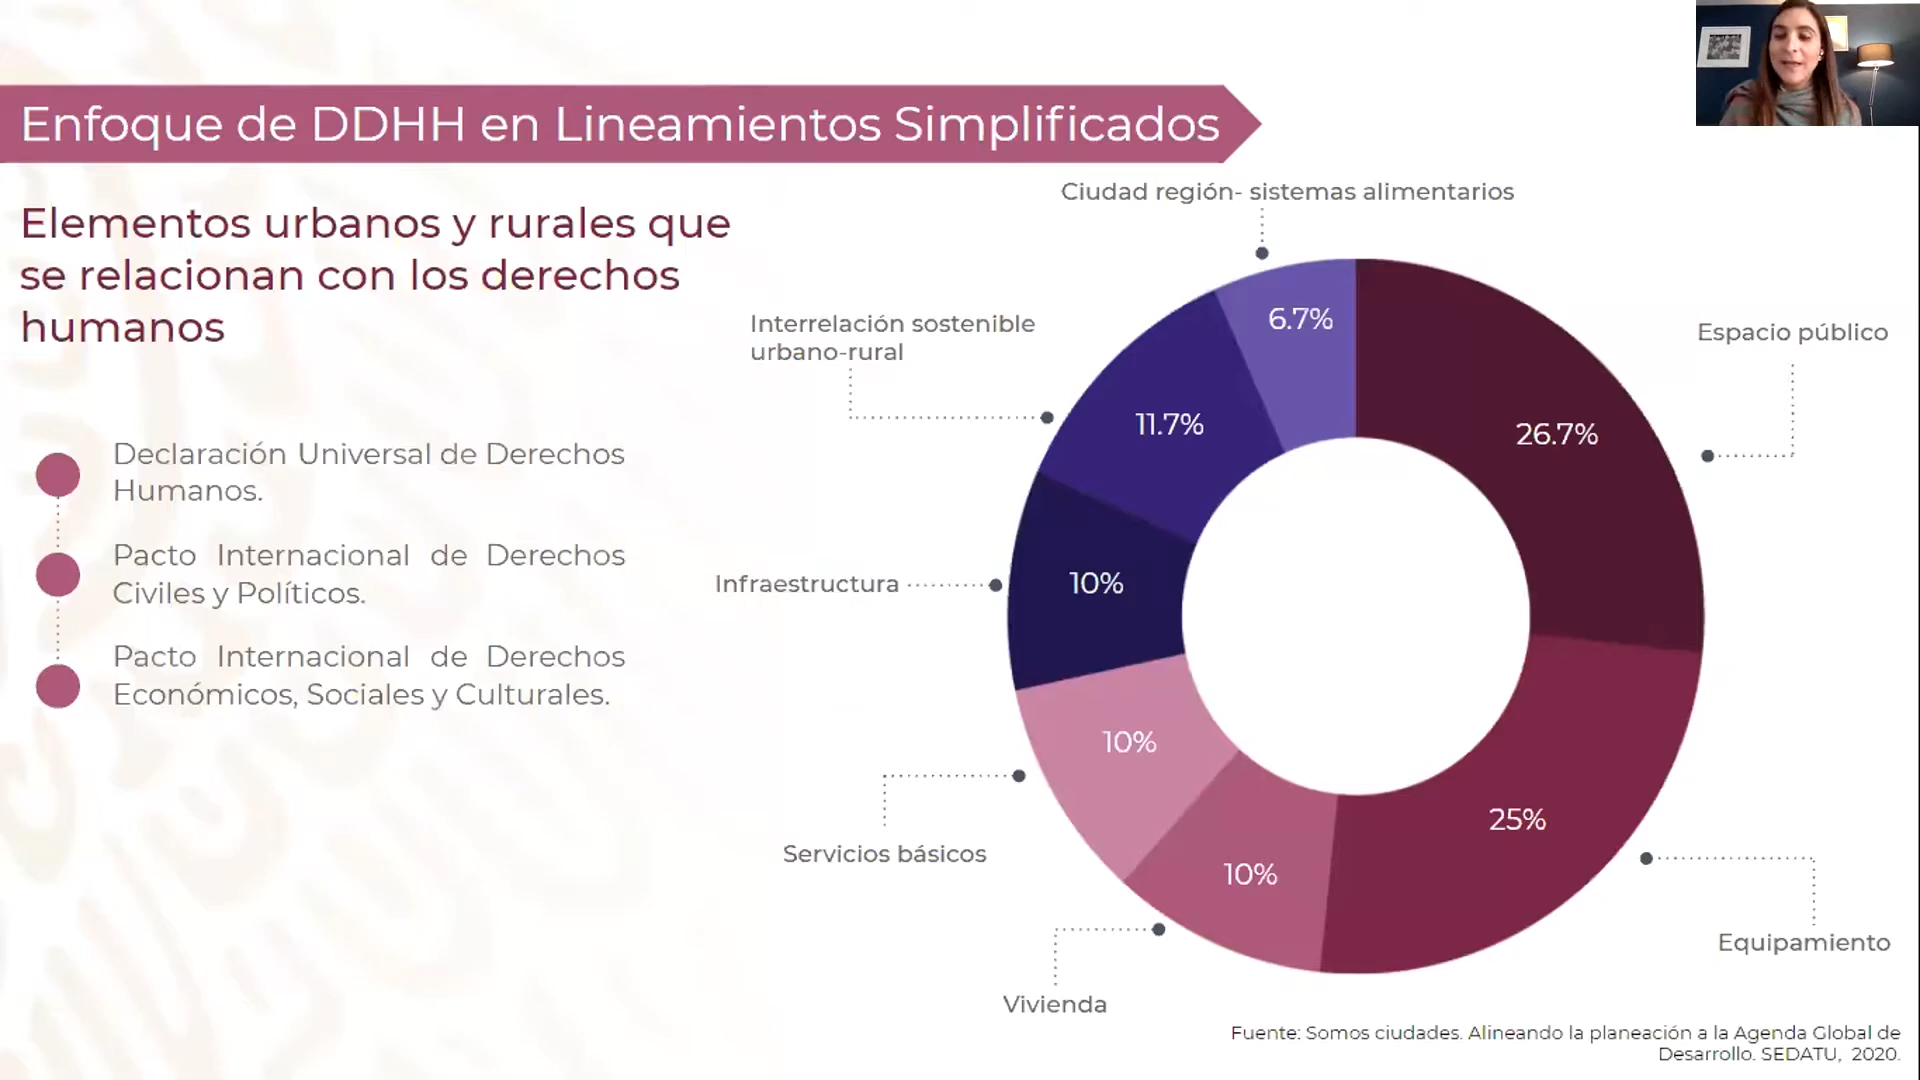 Enfoque de DDHH en Lineamientos Simplificados
Elementos urbanos y rurales que
se relacionan con los derechos
humanos
Declaración Universal de Derechos
Humanos.
Pacto Internacional de Derechos
Civiles y Políticos.
Pacto Internacional de Derechos
Económicos, Sociales y Culturales.
Ciudad región- sistemas alimentarios
6.7%
Interrelación sostenible
urbano-rural
11.7%
Espacio público
26.7%
Infraestructura
10%
10%
Servicios básicos
10%
Vivienda
25%
Equipamiento
Fuente: Somos ciudades. Alineando la planeación a la Agenda Global de
Desarrollo. SEDATU, 2020.